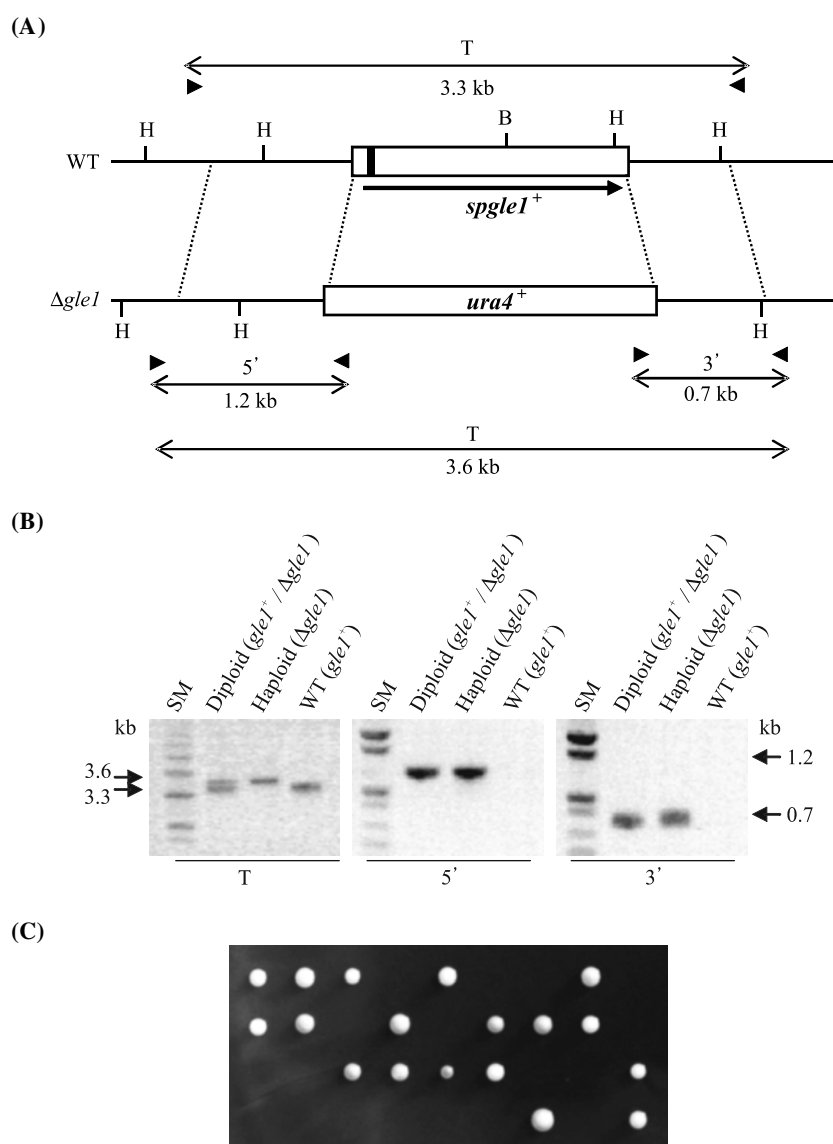 (A)
T
3.3 kb
H H B H H
WT
spgle1⁺
Δgle1
ura4⁺
H H H
5’ 3’
1.2 kb 0.7 kb
T
3.6 kb
(B)
SM Diploid (gle1⁺ / Δgle1) Haploid (Δgle1) WT (gle1⁺) SM Diploid (gle1⁺ / Δgle1) Haploid (Δgle1) WT (gle1⁺) SM Diploid (gle1⁺ / Δgle1) Haploid (Δgle1) WT (gle1⁺)
kb kb
1.2
3.6
3.3
0.7
T 5’ 3’
(C)